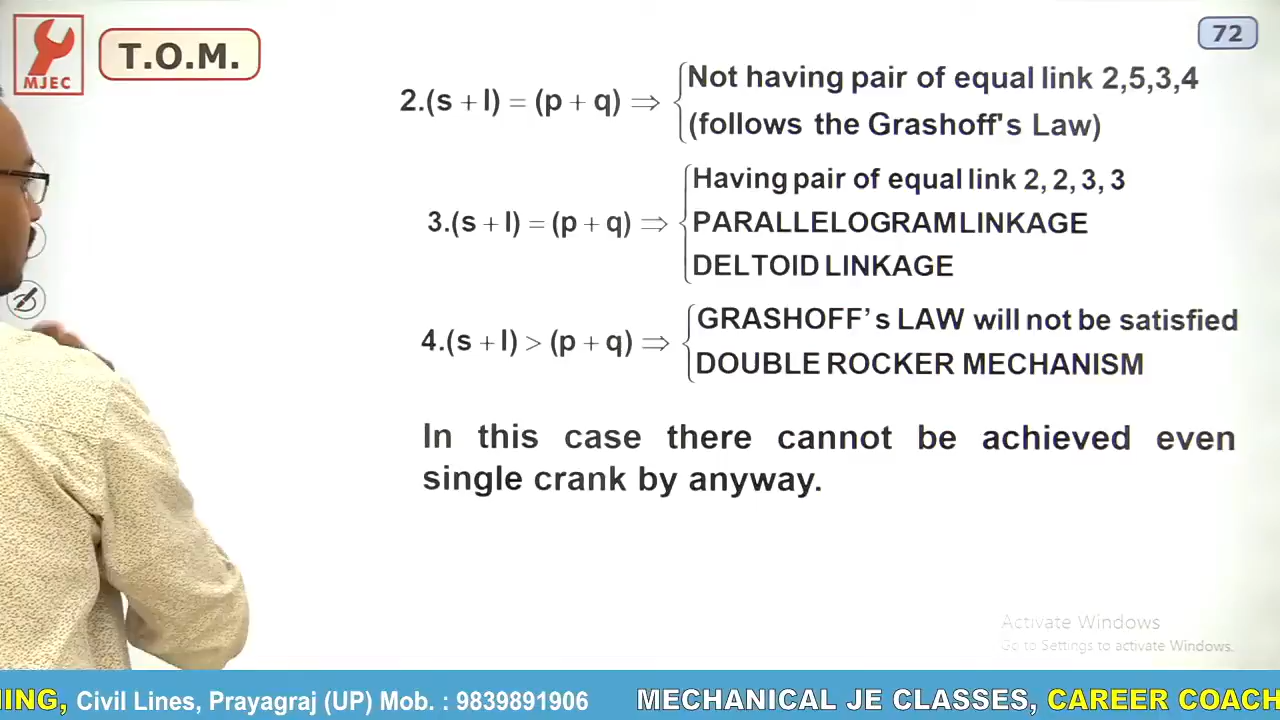 MJEC
T.O.M.
72
2.(s + l) = (p + q) ⇒ Not having pair of equal link 2,5,3,4
(follows the Grashoff's Law)
3.(s + l) = (p + q) ⇒ Having pair of equal link 2, 2, 3, 3
PARALLELOGRAM LINKAGE
DELTOID LINKAGE
4.(s + l) > (p + q) ⇒ GRASHOFF's LAW will not be satisfied
DOUBLE ROCKER MECHANISM
In this case there cannot be achieved even
single crank by anyway.
Activate Windows
Go to Settings to activate Windows.
NING, Civil Lines, Prayagraj (UP) Mob. : 9839891906 MECHANICAL JE CLASSES, CAREER COACH